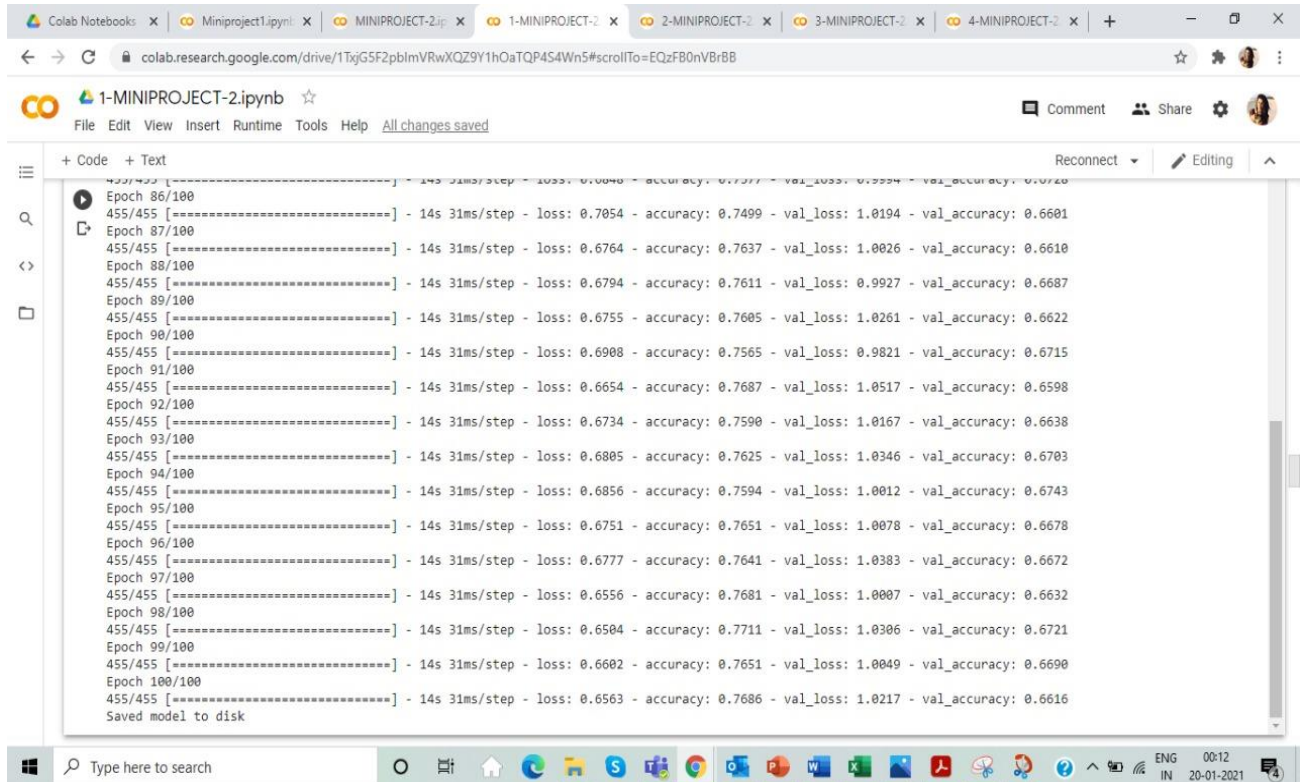 Colab Notebooks
Miniproject1.ipynb
MINIPROJECT-2.ip
1-MINIPROJECT-2
2-MINIPROJECT-2
3-MINIPROJECT-2
4-MINIPROJECT-2
colab.research.google.com/drive/1TxjG5F2pbImVRwXQZ9Y1hOaTQP4S4Wn5#scrollTo=EQzFB0nVBrBB
CO 1-MINIPROJECT-2.ipynb
Comment Share
File Edit View Insert Runtime Tools Help All changes saved
+ Code + Text Reconnect Editing
455/455 [==============================] - 14s 31ms/step - loss: 0.6848 - accuracy: 0.7577 - val_loss: 0.9994 - val_accuracy: 0.6728
Epoch 86/100
455/455 [==============================] - 14s 31ms/step - loss: 0.7054 - accuracy: 0.7499 - val_loss: 1.0194 - val_accuracy: 0.6601
Epoch 87/100
455/455 [==============================] - 14s 31ms/step - loss: 0.6764 - accuracy: 0.7637 - val_loss: 1.0026 - val_accuracy: 0.6610
Epoch 88/100
455/455 [==============================] - 14s 31ms/step - loss: 0.6794 - accuracy: 0.7611 - val_loss: 0.9927 - val_accuracy: 0.6687
Epoch 89/100
455/455 [==============================] - 14s 31ms/step - loss: 0.6755 - accuracy: 0.7605 - val_loss: 1.0261 - val_accuracy: 0.6622
Epoch 90/100
455/455 [==============================] - 14s 31ms/step - loss: 0.6908 - accuracy: 0.7565 - val_loss: 0.9821 - val_accuracy: 0.6715
Epoch 91/100
455/455 [==============================] - 14s 31ms/step - loss: 0.6654 - accuracy: 0.7687 - val_loss: 1.0517 - val_accuracy: 0.6598
Epoch 92/100
455/455 [==============================] - 14s 31ms/step - loss: 0.6734 - accuracy: 0.7590 - val_loss: 1.0167 - val_accuracy: 0.6638
Epoch 93/100
455/455 [==============================] - 14s 31ms/step - loss: 0.6805 - accuracy: 0.7625 - val_loss: 1.0346 - val_accuracy: 0.6703
Epoch 94/100
455/455 [==============================] - 14s 31ms/step - loss: 0.6856 - accuracy: 0.7594 - val_loss: 1.0012 - val_accuracy: 0.6743
Epoch 95/100
455/455 [==============================] - 14s 31ms/step - loss: 0.6751 - accuracy: 0.7651 - val_loss: 1.0078 - val_accuracy: 0.6678
Epoch 96/100
455/455 [==============================] - 14s 31ms/step - loss: 0.6777 - accuracy: 0.7641 - val_loss: 1.0383 - val_accuracy: 0.6672
Epoch 97/100
455/455 [==============================] - 14s 31ms/step - loss: 0.6556 - accuracy: 0.7681 - val_loss: 1.0007 - val_accuracy: 0.6632
Epoch 98/100
455/455 [==============================] - 14s 31ms/step - loss: 0.6504 - accuracy: 0.7711 - val_loss: 1.0306 - val_accuracy: 0.6721
Epoch 99/100
455/455 [==============================] - 14s 31ms/step - loss: 0.6602 - accuracy: 0.7651 - val_loss: 1.0049 - val_accuracy: 0.6690
Epoch 100/100
455/455 [==============================] - 14s 31ms/step - loss: 0.6563 - accuracy: 0.7686 - val_loss: 1.0217 - val_accuracy: 0.6616
Saved model to disk
Type here to search
ENG 00:12
IN 20-01-2021